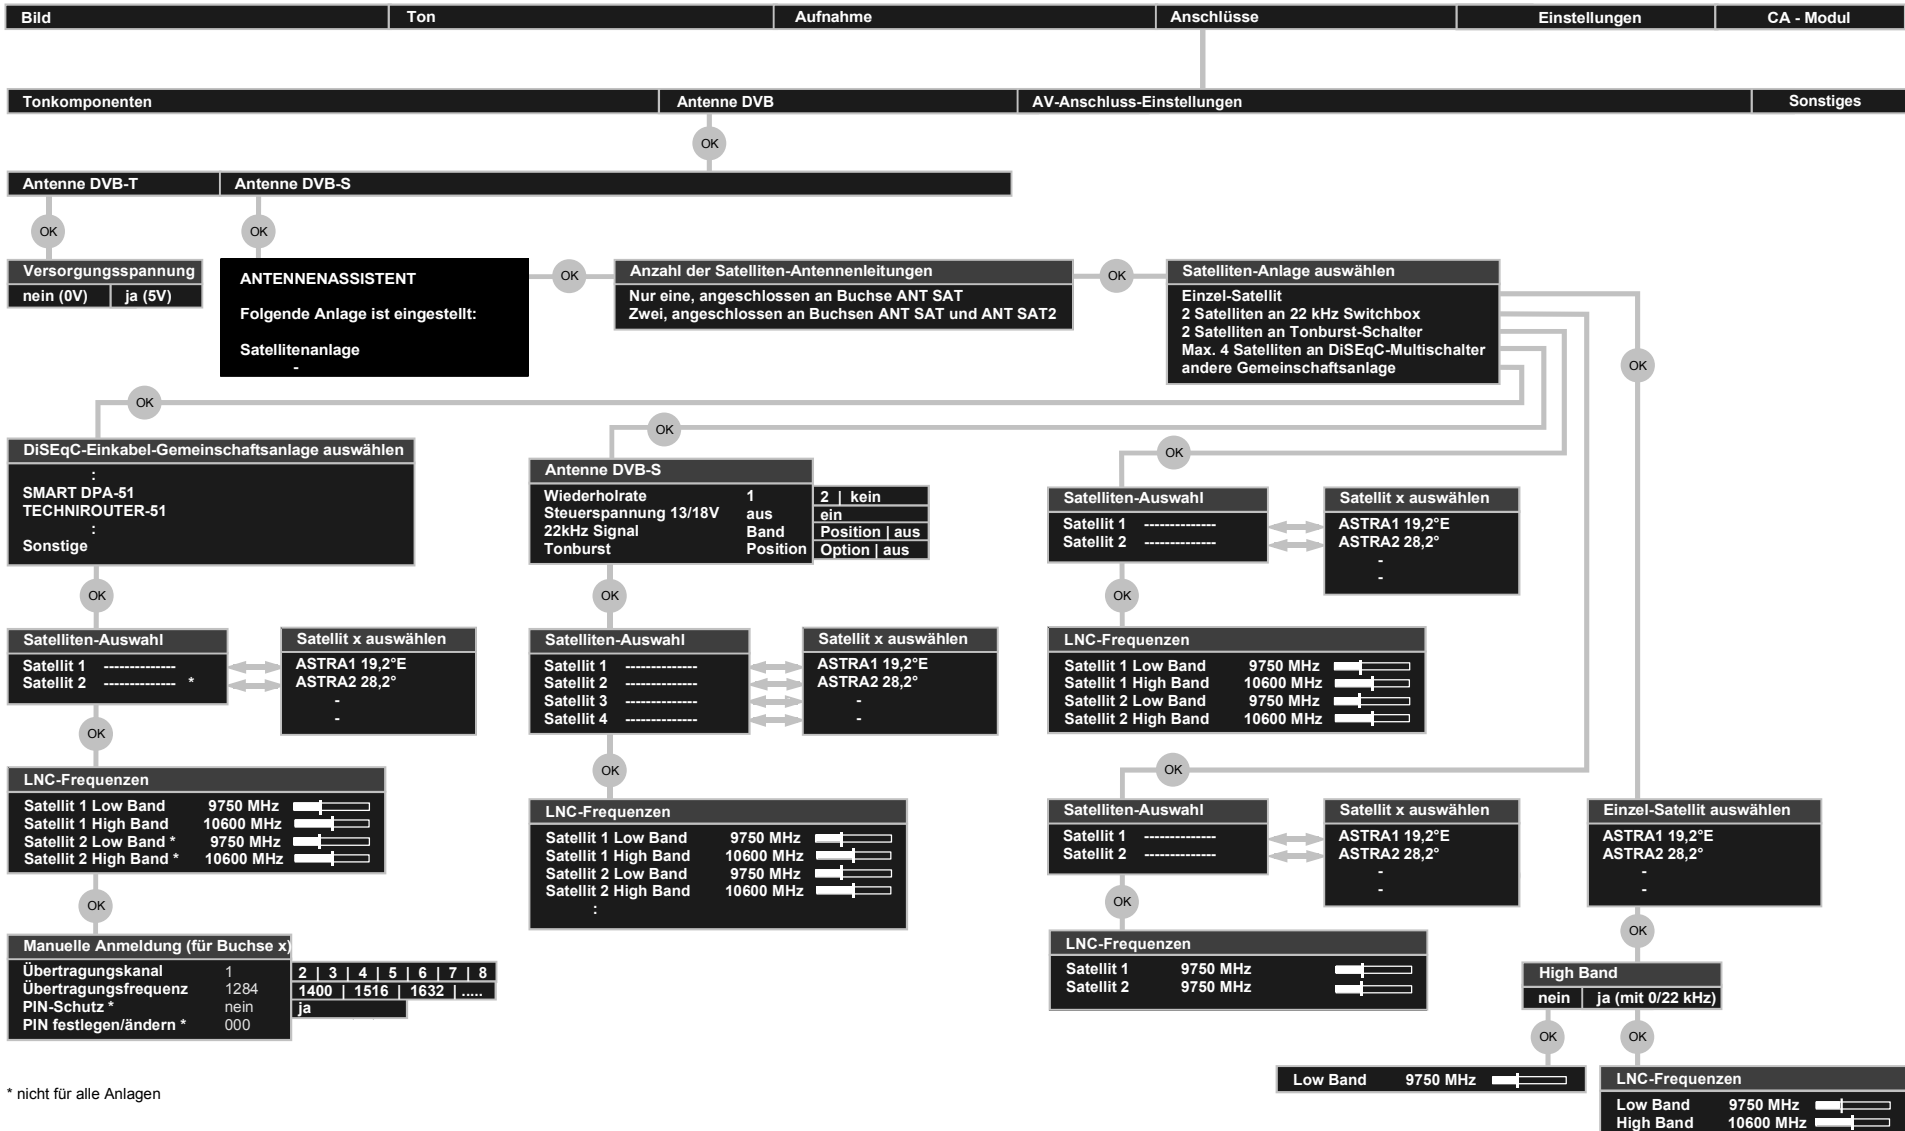 Bild Ton Aufnahme Anschlüsse Einstellungen CA - Modul
Tonkomponenten Antenne DVB AV-Anschluss-Einstellungen Sonstiges
OK
Antenne DVB-T Antenne DVB-S
OK OK
Versorgungsspannung
nein (0V) ja (5V)
ANTENNENASSISTENT
Folgende Anlage ist eingestellt:
Satellitenanlage
-
OK
Anzahl der Satelliten-Antennenleitungen
Nur eine, angeschlossen an Buchse ANT SAT
Zwei, angeschlossen an Buchsen ANT SAT und ANT SAT2
OK
Satelliten-Anlage auswählen
Einzel-Satellit
2 Satelliten an 22 kHz Switchbox
2 Satelliten an Tonburst-Schalter
Max. 4 Satelliten an DiSEqC-Multischalter
andere Gemeinschaftsanlage
OK
DiSEqC-Einkabel-Gemeinschaftsanlage auswählen
:
SMART DPA-51
TECHNIROUTER-51
:
Sonstige
OK
Satelliten-Auswahl
Satellit 1 --------------
Satellit 2 -------------- *
Satellit x auswählen
ASTRA1 19,2°E
ASTRA2 28,2°
-
-
OK
LNC-Frequenzen
Satellit 1 Low Band 9750 MHz
Satellit 1 High Band 10600 MHz
Satellit 2 Low Band * 9750 MHz
Satellit 2 High Band * 10600 MHz
OK
Manuelle Anmeldung (für Buchse x)
Übertragungskanal 1 2 | 3 | 4 | 5 | 6 | 7 | 8
Übertragungsfrequenz 1284 1400 | 1516 | 1632 | .....
PIN-Schutz * nein ja
PIN festlegen/ändern * 000
* nicht für alle Anlagen
OK
Antenne DVB-S
Wiederholrate 1 2 | kein
Steuerspannung 13/18V aus ein
22kHz Signal Band Position | aus
Tonburst Position Option | aus
OK
Satelliten-Auswahl
Satellit 1 --------------
Satellit 2 --------------
Satellit 3 --------------
Satellit 4 --------------
Satellit x auswählen
ASTRA1 19,2°E
ASTRA2 28,2°
-
-
OK
LNC-Frequenzen
Satellit 1 Low Band 9750 MHz
Satellit 1 High Band 10600 MHz
Satellit 2 Low Band 9750 MHz
Satellit 2 High Band 10600 MHz
:
OK
Satelliten-Auswahl
Satellit 1 --------------
Satellit 2 --------------
Satellit x auswählen
ASTRA1 19,2°E
ASTRA2 28,2°
-
-
OK
LNC-Frequenzen
Satellit 1 Low Band 9750 MHz
Satellit 1 High Band 10600 MHz
Satellit 2 Low Band 9750 MHz
Satellit 2 High Band 10600 MHz
OK
Satelliten-Auswahl
Satellit 1 --------------
Satellit 2 --------------
Satellit x auswählen
ASTRA1 19,2°E
ASTRA2 28,2°
-
-
OK
LNC-Frequenzen
Satellit 1 9750 MHz
Satellit 2 9750 MHz
OK
Einzel-Satellit auswählen
ASTRA1 19,2°E
ASTRA2 28,2°
-
-
OK
High Band
nein ja (mit 0/22 kHz)
OK OK
Low Band 9750 MHz
LNC-Frequenzen
Low Band 9750 MHz
High Band 10600 MHz